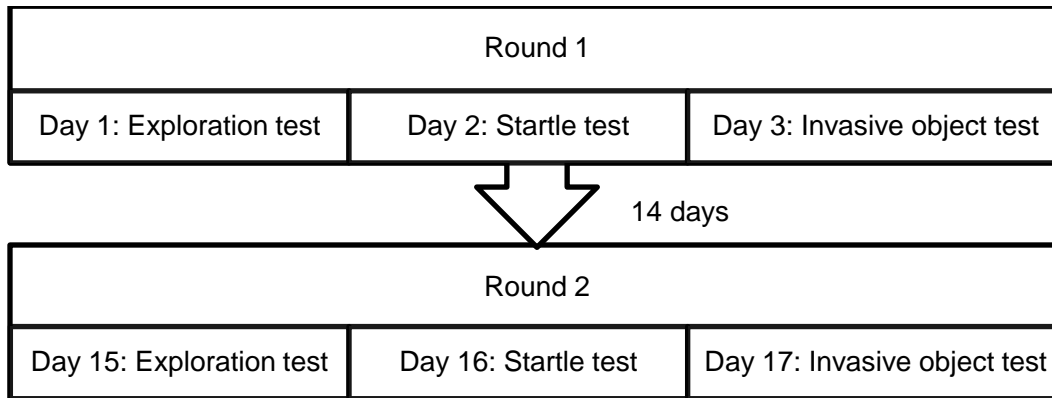 Round 1
Day 1: Exploration test
Day 2: Startle test
Day 3: Invasive object test
14 days
Round 2
Day 15: Exploration test
Day 16: Startle test
Day 17: Invasive object test